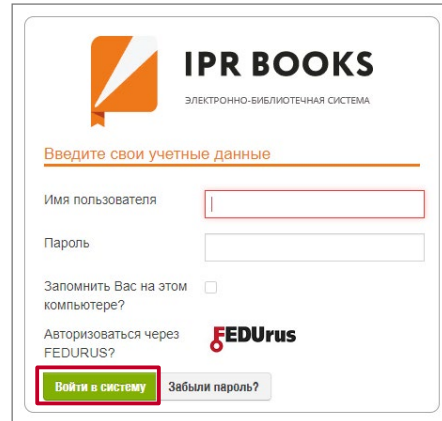 IPR BOOKS
ЭЛЕКТРОННО-БИБЛИОТЕЧНАЯ СИСТЕМА
Введите свои учетные данные
Имя пользователя
Пароль
Запомнить Вас на этом
компьютере?
Авторизоваться через
FEDURUS?
FEDUrus
Войти в систему
Забыли пароль?